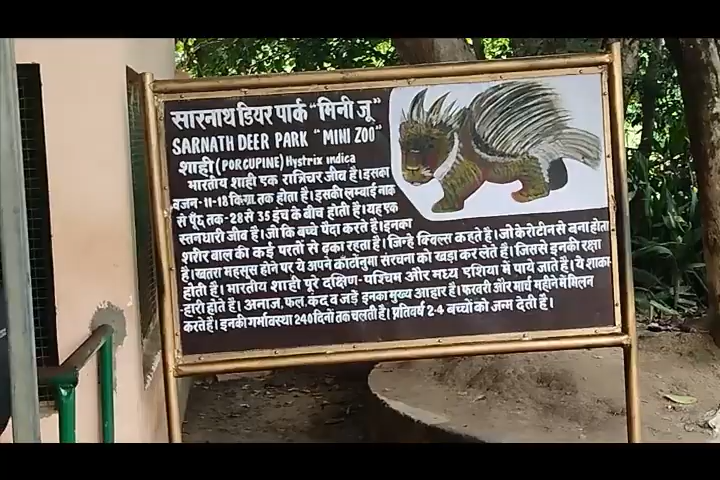 सारनाथ डियर पार्क "मिनी जू"
SARNATH DEER PARK "MINI ZOO"
शाही (PORCUPINE) Hystrix indica
भारतीय शाही एक रात्रिचर जीव है। इसका
वजन-11-18 किग्रा. तक होता है। इसकी लम्बाई नाक
से पूँछ तक-28 से 35 इंच के बीच होती है। यह एक
स्तनधारी जीव है। जो कि बच्चे पैदा करते है। इनका
शरीर बाल की कई परतों से ढका रहता है। जिन्हे क्विल्स कहते है। जो केरोटीन से बना होता
है। खतरा महसूस होने पर ये अपने काँटोंनुमा संरचना को खड़ा कर लेते है। जिससे इनकी रक्षा
होती है। भारतीय शाही पूरे दक्षिण-पश्चिम और मध्य एशिया में पाये जाते है। ये शाका-
-हारी होते है। अनाज, फल, कंद व जड़े इनका मुख्य आहार है। फरवरी और मार्च महीने में मिलन
करते है। इनकी गर्भावस्था 240 दिनों तक चलती है। प्रतिवर्ष 2-4 बच्चों को जन्म देती है।